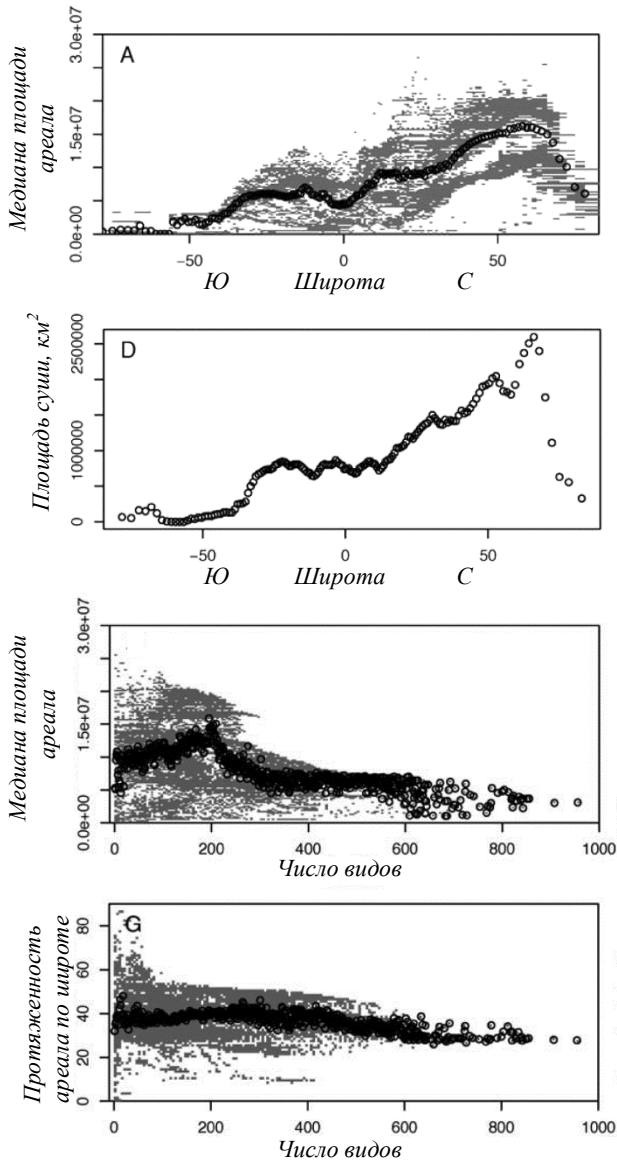 A
Медиана площади
ареала
3.0e+07
1.5e+07
0.0e+00
−50 0 50
Ю Широта С
D
Площадь суши, км²
2500000
1000000
0
−50 0 50
Ю Широта С
Медиана площади
ареала
3.0e+07
1.5e+07
0.0e+00
0 200 400 600 800 1000
Число видов
G
Протяженность
ареала по широте
80
60
40
20
0
0 200 400 600 800 1000
Число видов